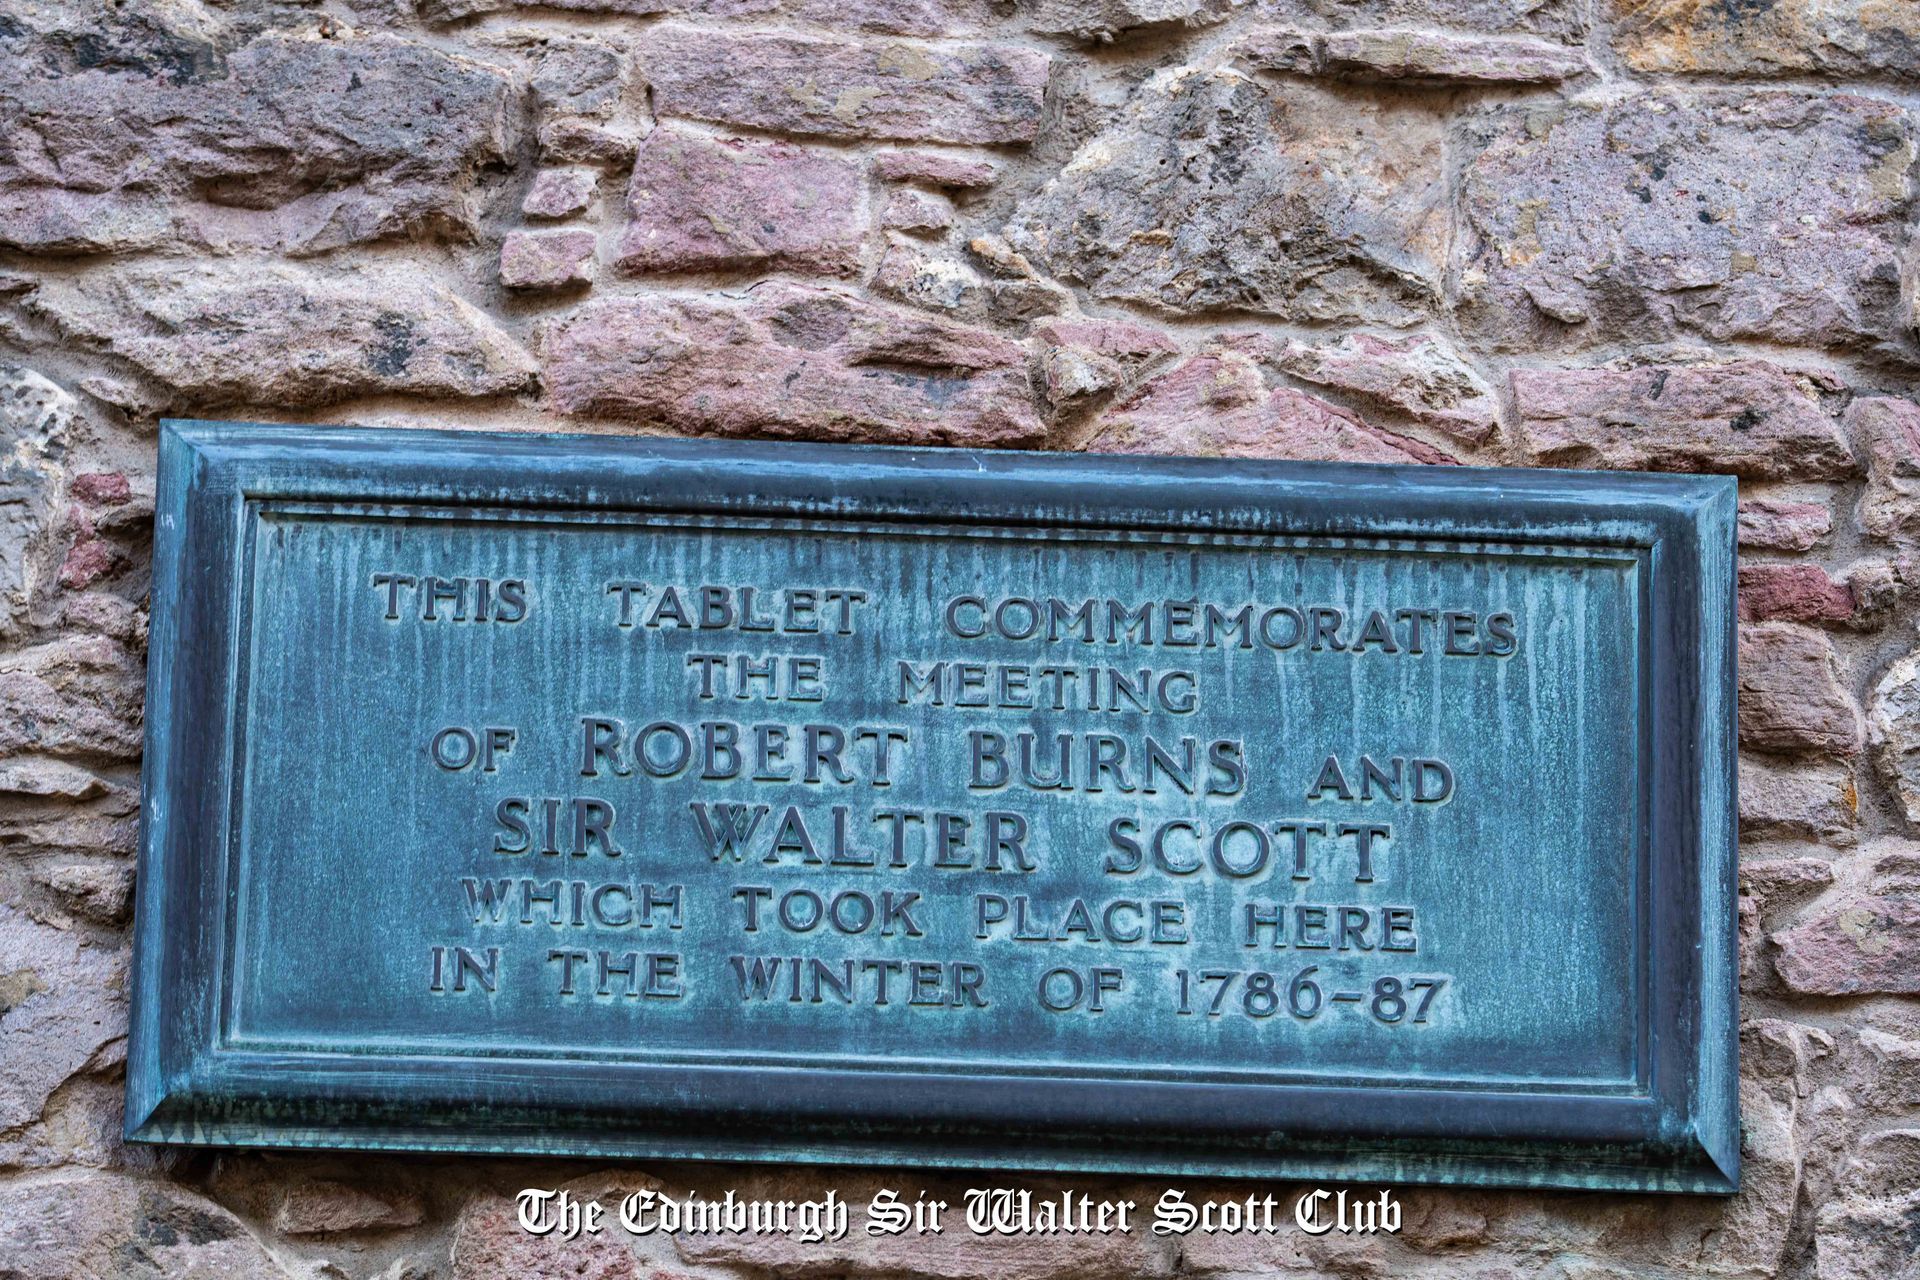 THIS TABLET COMMEMORATES
THE MEETING
OF ROBERT BURNS AND
SIR WALTER SCOTT
WHICH TOOK PLACE HERE
IN THE WINTER OF 1786-87
The Edinburgh Sir Walter Scott Club